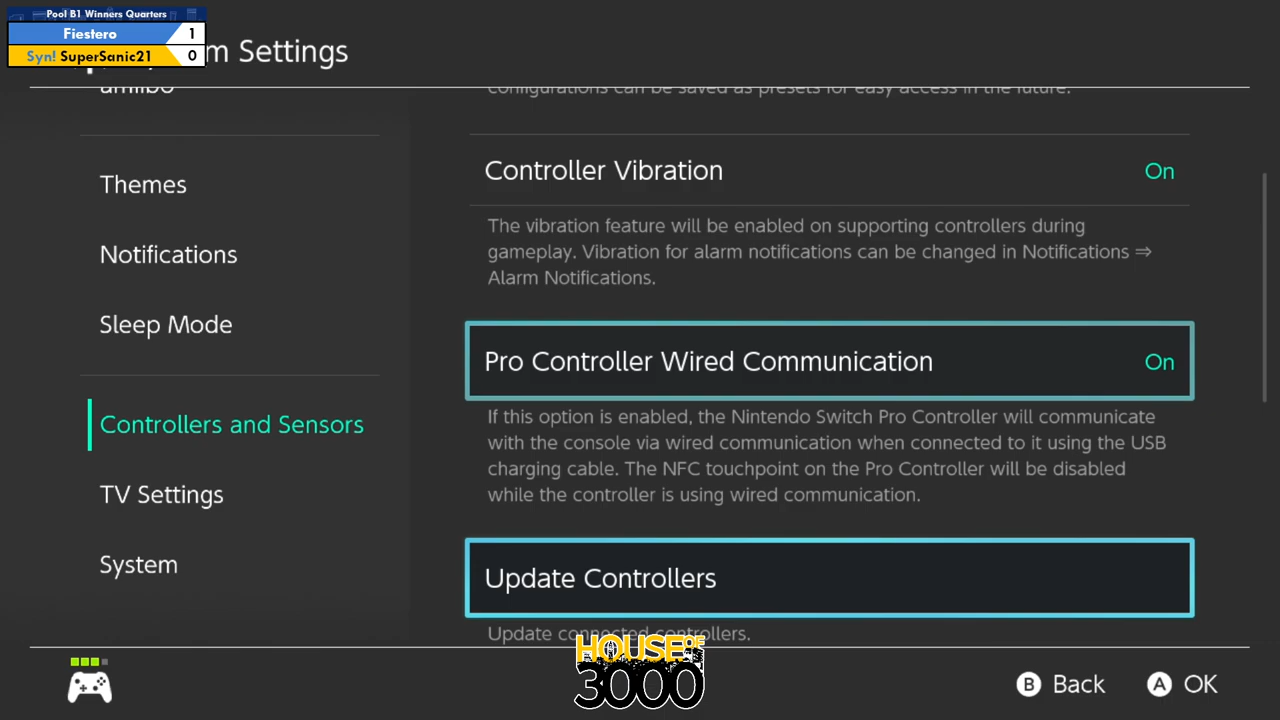 Pool B1 Winners Quarters
Fiestero 1
Syn! SuperSanic21 0
m Settings
amiibo
configurations can be saved as presets for easy access in the future.
Themes
Notifications
Sleep Mode
Controllers and Sensors
TV Settings
System
Controller Vibration On
The vibration feature will be enabled on supporting controllers during
gameplay. Vibration for alarm notifications can be changed in Notifications ⇒
Alarm Notifications.
Pro Controller Wired Communication On
If this option is enabled, the Nintendo Switch Pro Controller will communicate
with the console via wired communication when connected to it using the USB
charging cable. The NFC touchpoint on the Pro Controller will be disabled
while the controller is using wired communication.
Update Controllers
Update connected controllers.
HOUSE OF
3000
B Back A OK